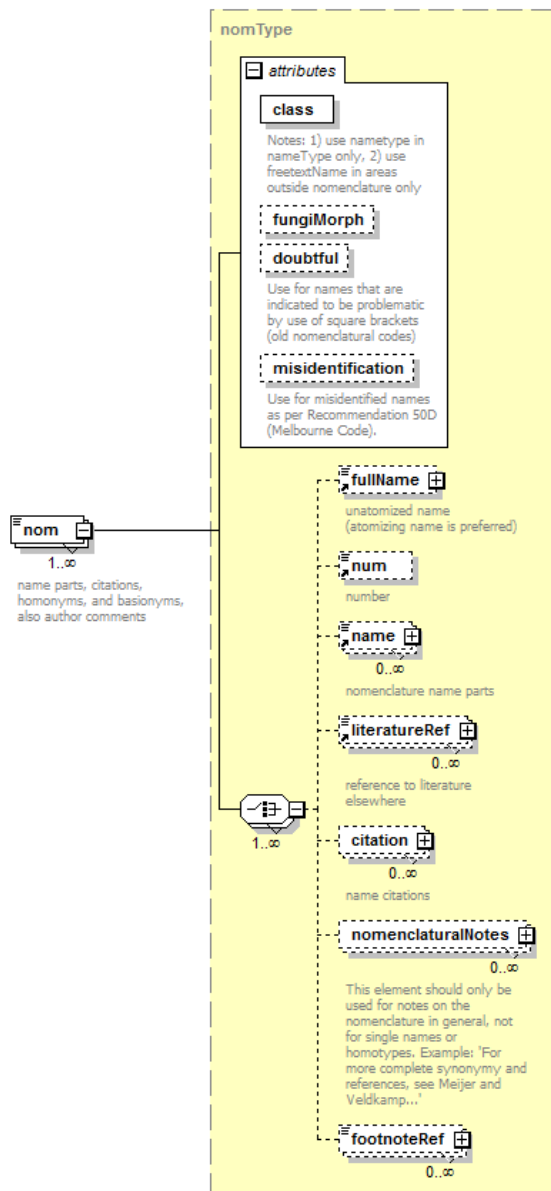 nomType
attributes
class
Notes: 1) use nametype in
nameType only, 2) use
freetextName in areas
outside nomenclature only
fungiMorph
doubtful
Use for names that are
indicated to be problematic
by use of square brackets
(old nomenclatural codes)
misidentification
Use for misidentified names
as per Recommendation 50D
(Melbourne Code).
nom
1..∞
name parts, citations,
homonyms, and basionyms,
also author comments
1..∞
fullName
unatomized name
(atomizing name is preferred)
num
number
name
0..∞
nomenclature name parts
literatureRef
0..∞
reference to literature
elsewhere
citation
0..∞
name citations
nomenclaturalNotes
0..∞
This element should only be
used for notes on the
nomenclature in general, not
for single names or
homotypes. Example: 'For
more complete synonymy and
references, see Meijer and
Veldkamp...'
footnoteRef
0..∞